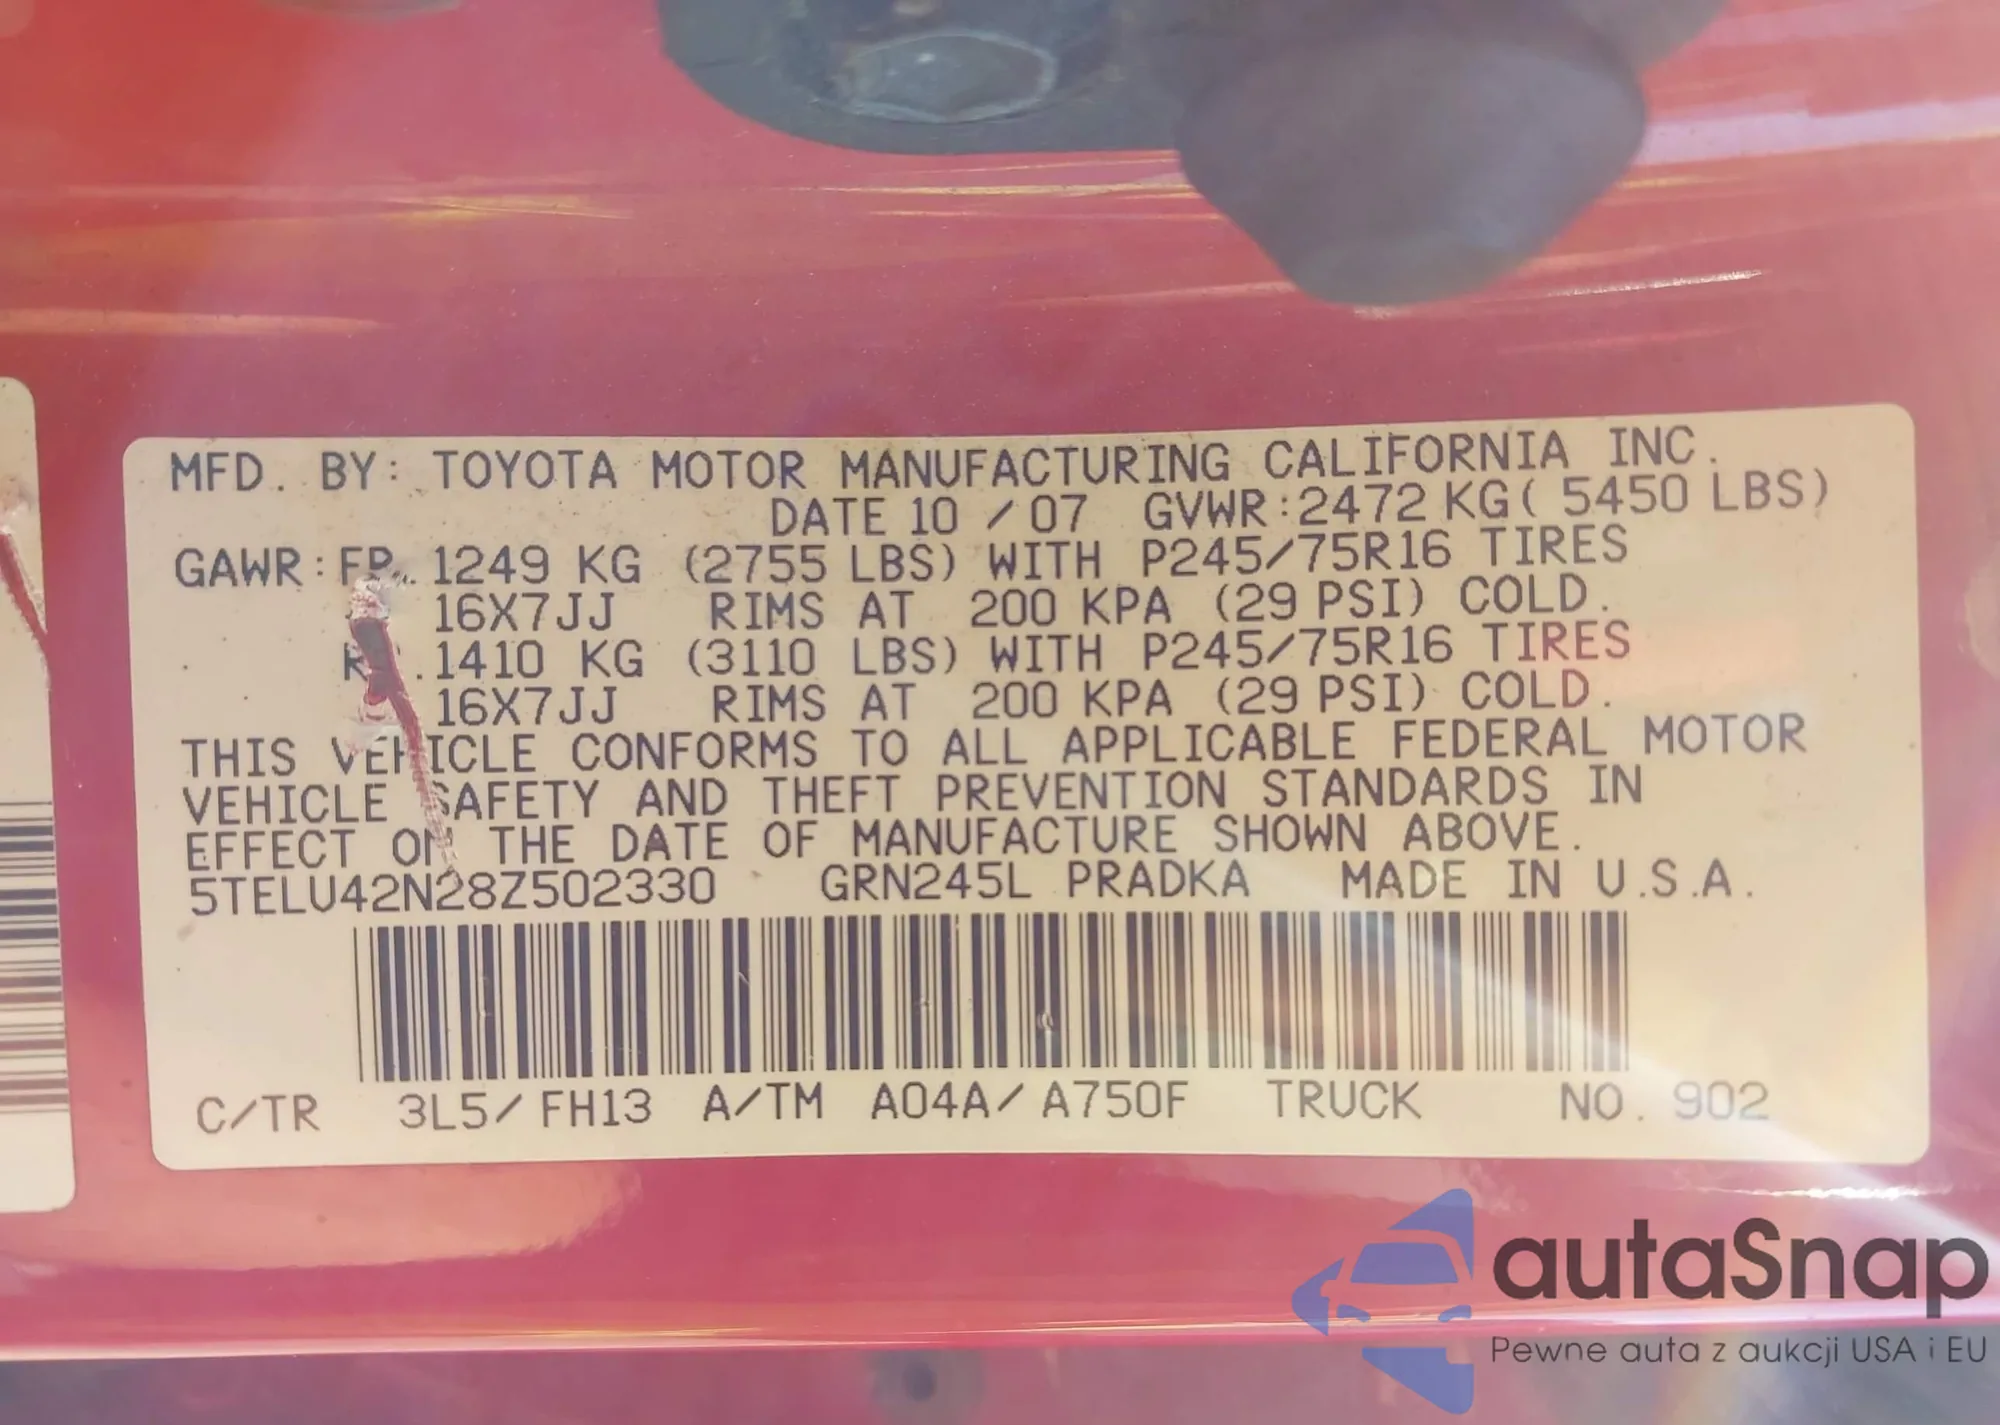 MFD. BY: TOYOTA MOTOR MANUFACTURING CALIFORNIA INC.
DATE 10 / 07 GVWR:2472 KG( 5450 LBS)
GAWR: FR. 1249 KG (2755 LBS) WITH P245/75R16 TIRES
16X7JJ RIMS AT 200 KPA (29 PSI) COLD.
1410 KG (3110 LBS) WITH P245/75R16 TIRES
16X7JJ RIMS AT 200 KPA (29 PSI) COLD.
THIS VEHICLE CONFORMS TO ALL APPLICABLE FEDERAL MOTOR
VEHICLE SAFETY AND THEFT PREVENTION STANDARDS IN
EFFECT ON THE DATE OF MANUFACTURE SHOWN ABOVE.
5TELU42N28Z502330 GRN245L PRADKA MADE IN U.S.A.
C/TR 3L5/FH13 A/TM A04A/A750F TRUCK NO. 902
autaSnap
Pewne auta z aukcji USA i EU